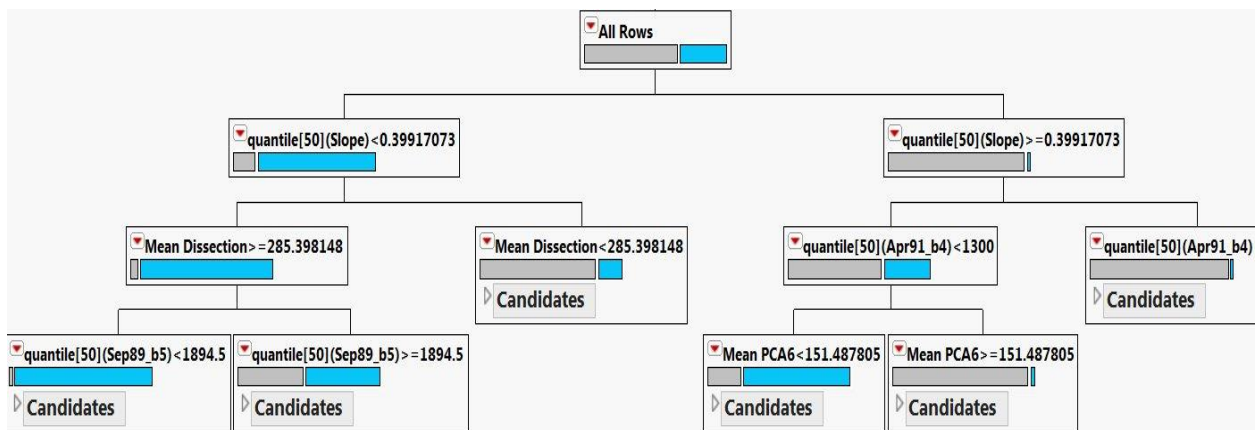 All Rows
quantile[50](Slope)<0.39917073
quantile[50](Slope)>=0.39917073
Mean Dissection>=285.398148
Mean Dissection<285.398148
Candidates
quantile[50](Apr91_b4)<1300
quantile[50](Apr91_b4)
Candidates
quantile[50](Sep89_b5)<1894.5
Candidates
quantile[50](Sep89_b5)>=1894.5
Candidates
Mean PCA6<151.487805
Candidates
Mean PCA6>=151.487805
Candidates